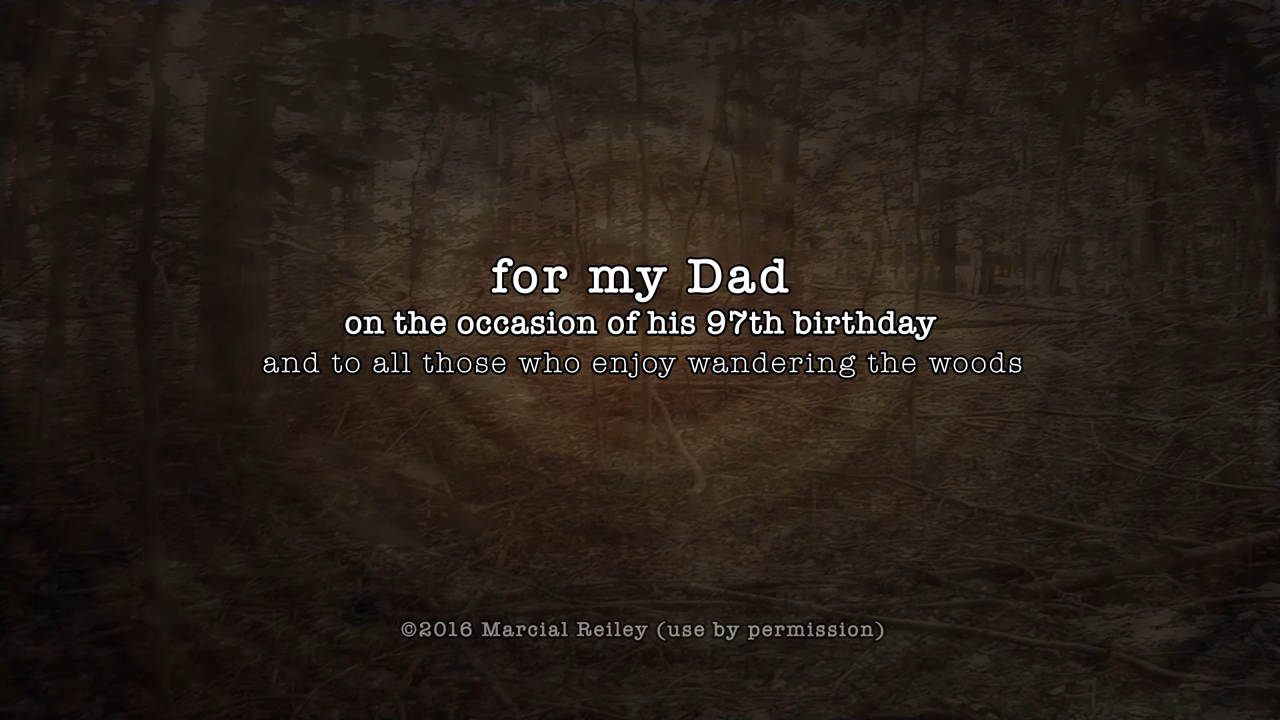 for my Dad
on the occasion of his 97th birthday
and to all those who enjoy wandering the woods
©2016 Marcial Reiley (use by permission)